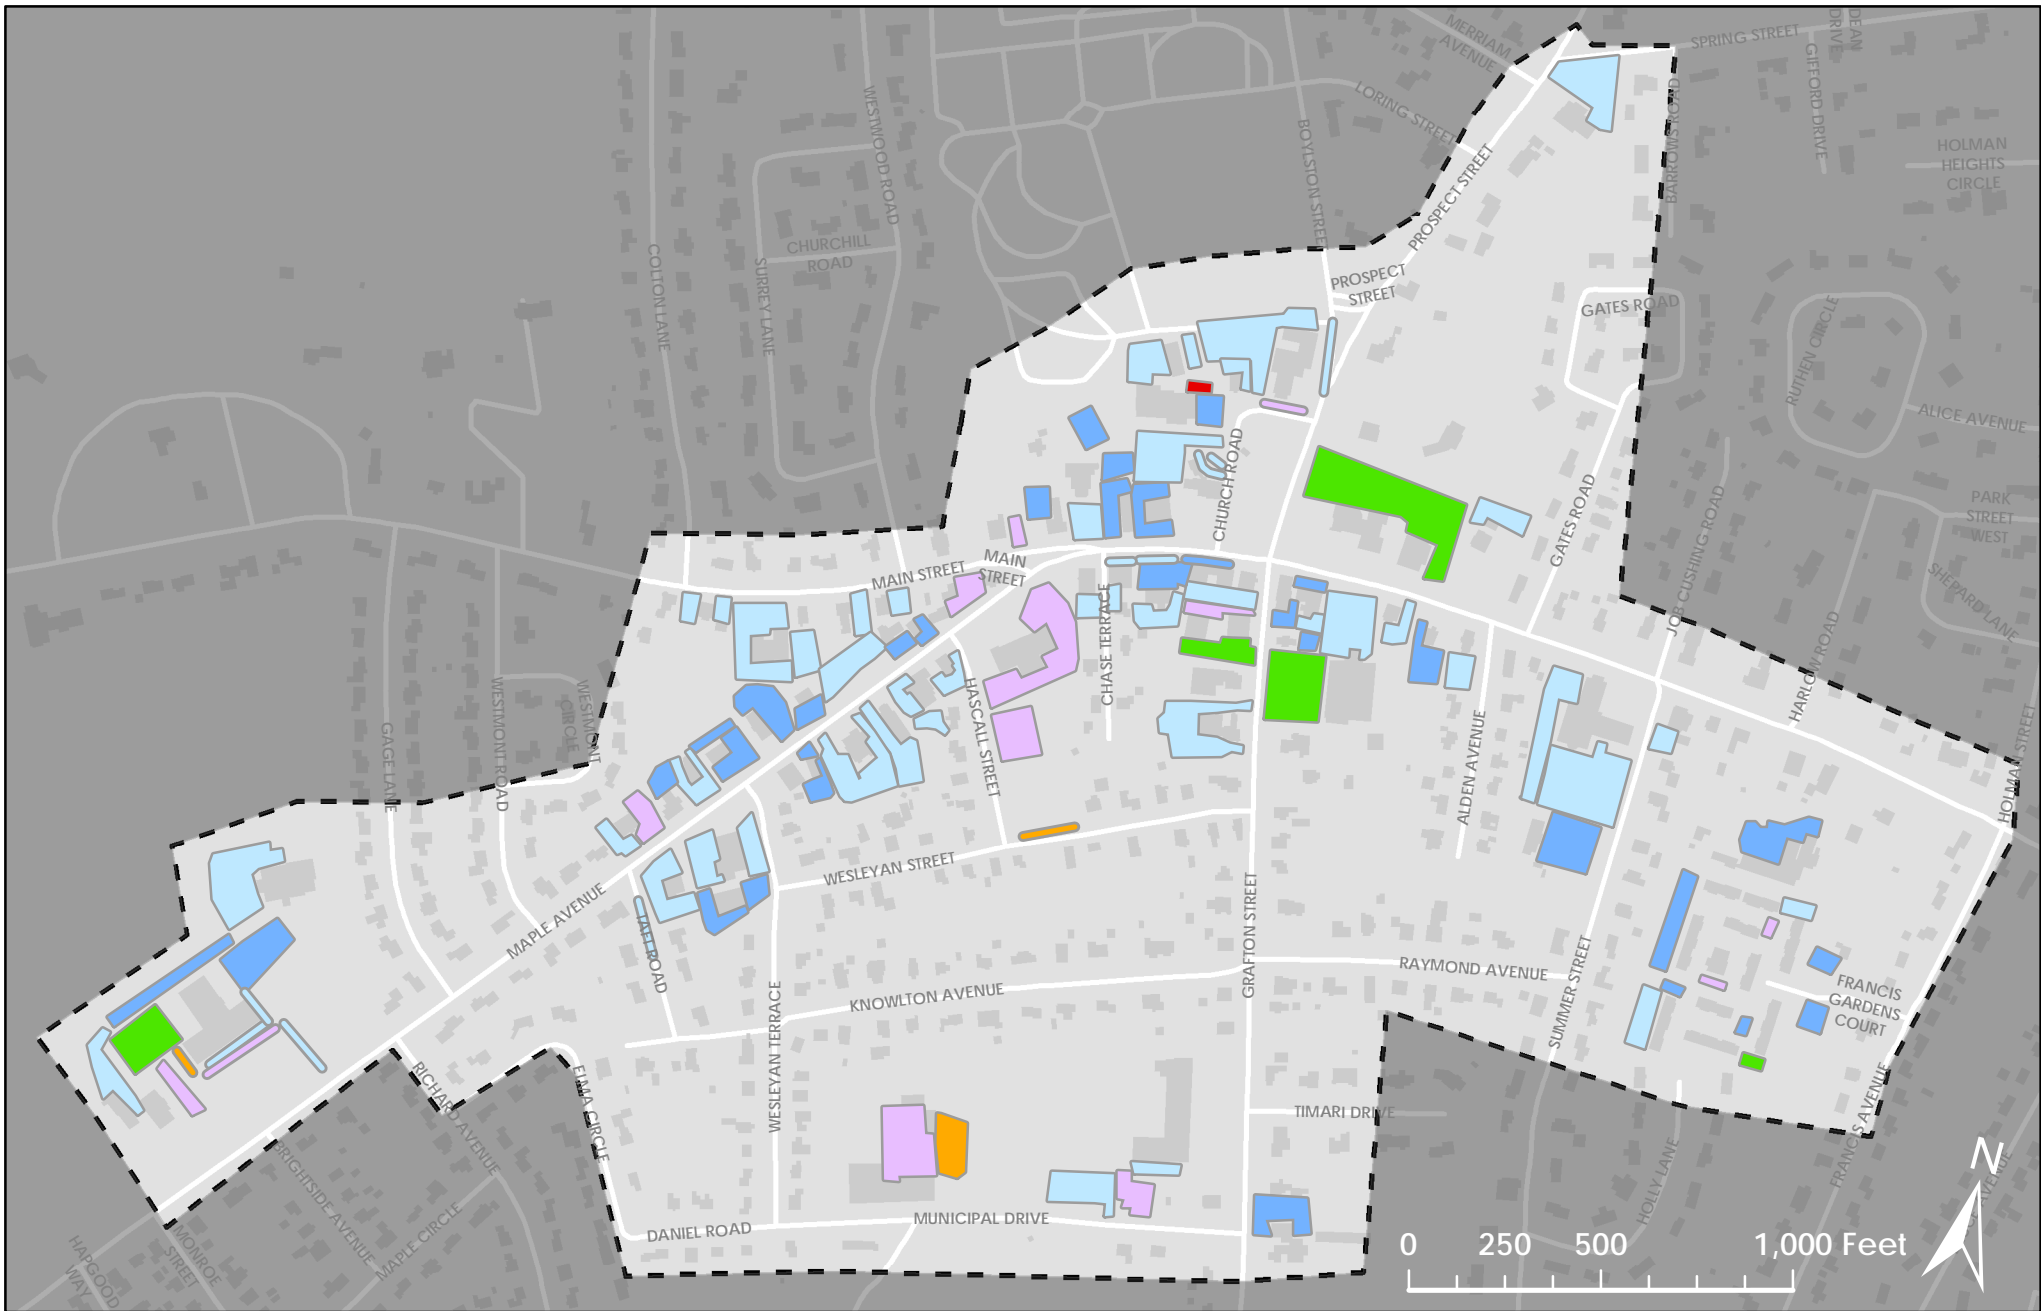 MERRIAM
AVENUE
SPRING STREET
DEAN
DRIVE
GIFFORD DRIVE
LORING STREET
BARROWS ROAD
HOLMAN
HEIGHTS
CIRCLE
WESTWOOD ROAD
BOYLSTON STREET
PROSPECT STREET
CHURCHILL
ROAD
COLTON LANE
SURREY LANE
PROSPECT
STREET
GATES ROAD
RUTHEN CIRCLE
ALICE AVENUE
CHURCH ROAD
GATES ROAD
JOB CUSHING ROAD
PARK
STREET
WEST
SHEPARD LANE
MAIN STREET
MAIN
STREET
CHASE TERRACE
HARLOW ROAD
WESTMONT
CIRCLE
WESTMONT ROAD
GAGE LANE
HASCALL STREET
ALDEN AVENUE
HOLMAN STREET
WESLEYAN STREET
MAPLE AVENUE
TAFT ROAD
GRAFTON STREET
RAYMOND AVENUE
SUMMER STREET
FRANCIS
GARDENS
COURT
KNOWLTON AVENUE
WESLEYAN TERRACE
RICHARD AVENUE
ELMA CIRCLE
TIMARI DRIVE
FRANCIS AVENUE
HOLLY LANE
BRIGHTSIDE AVENUE
MAPLE CIRCLE
MONROE
STREET
HAPGOOD
WAY
DANIEL ROAD
MUNICIPAL DRIVE
AVENUE
N
0 250 500 1,000 Feet